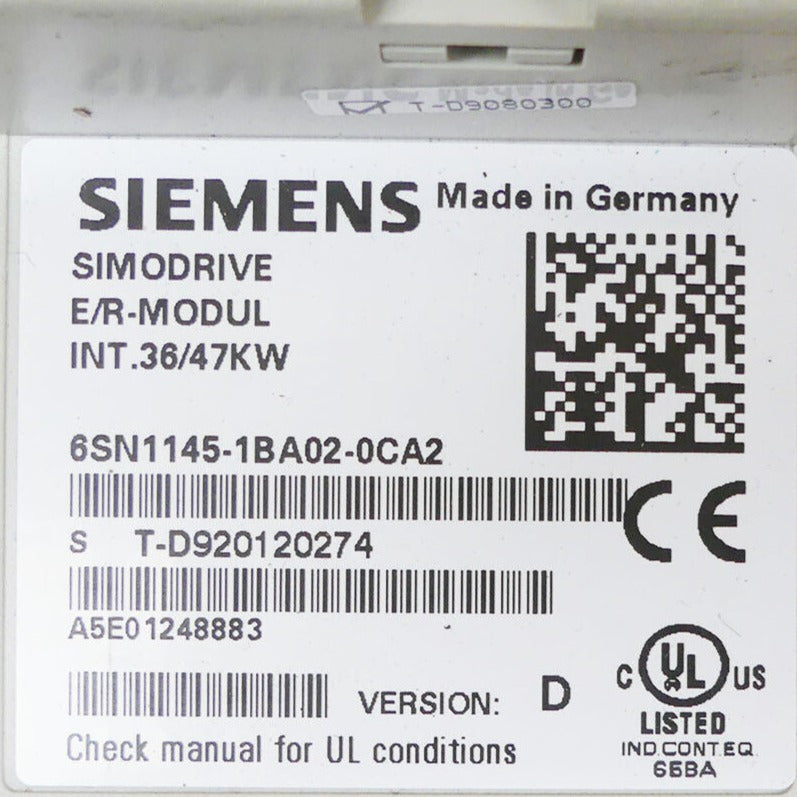 T-D9080300
SIEMENS Made in Germany
SIMODRIVE
E/R-MODUL
INT.36/47KW
6SN1145-1BA02-0CA2
CE
S T-D920120274
A5E01248883
VERSION: D
C UL US
LISTED
IND.CONT.EQ.
65BA
Check manual for UL conditions